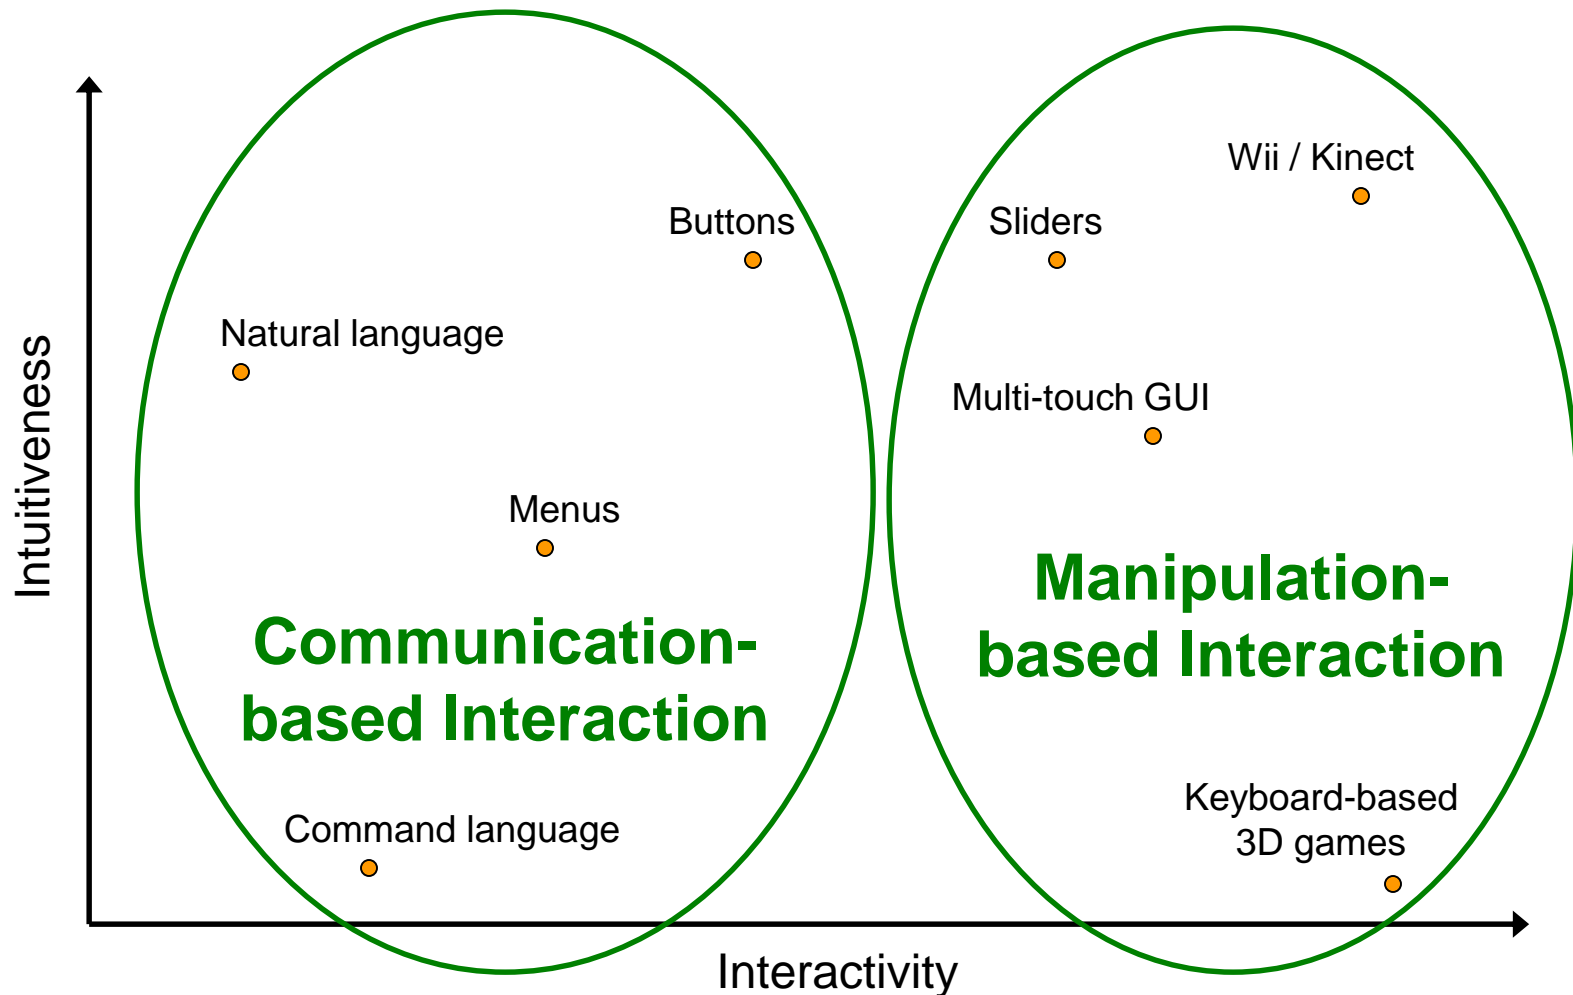 Wii / Kinect
Buttons
Sliders
Natural language
Multi-touch GUI
Menus
Manipulation-
based Interaction
Communication-
based Interaction
Keyboard-based
3D games
Command language
Intuitiveness
Interactivity